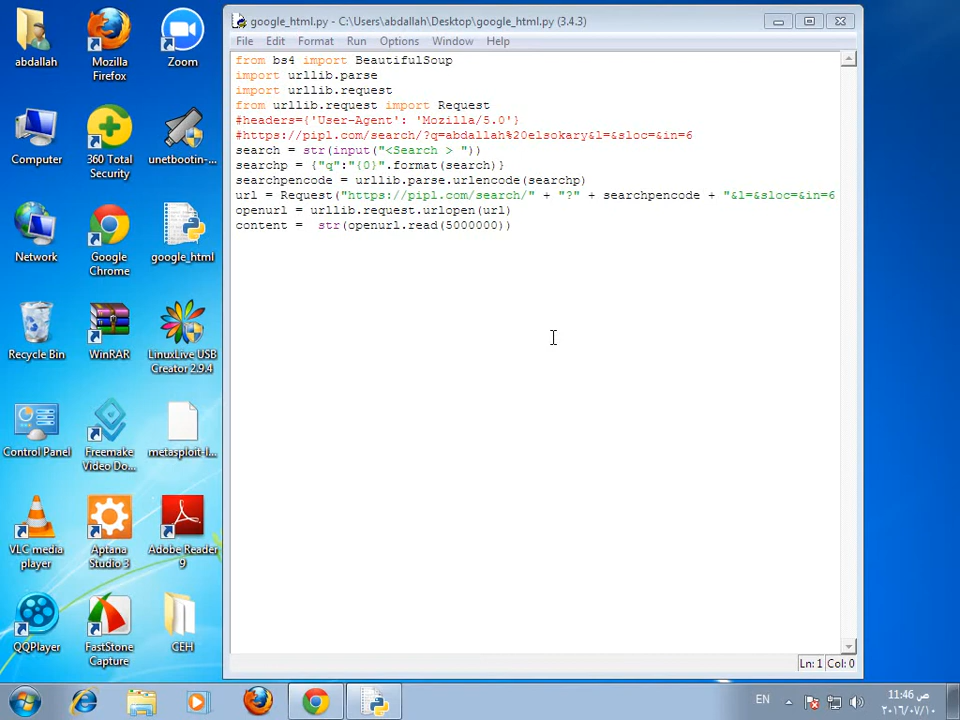 google_html.py - C:\Users\abdallah\Desktop\google_html.py (3.4.3)
File Edit Format Run Options Window Help
from bs4 import BeautifulSoup
import urllib.parse
import urllib.request
from urllib.request import Request
#headers={'User-Agent': 'Mozilla/5.0'}
#https://pipl.com/search/?q=abdallah%20elsokary&l=&sloc=&in=6
search = str(input("<Search > "))
searchp = {"q":"{0}".format(search)}
searchpencode = urllib.parse.urlencode(searchp)
url = Request("https://pipl.com/search/" + "?" + searchpencode + "&l=&sloc=&in=6
openurl = urllib.request.urlopen(url)
content =  str(openurl.read(5000000))
Ln: 1 Col: 0
abdallah
Mozilla
Firefox
Zoom
Computer
360 Total
Security
unetbootin-...
Network
Google
Chrome
google_html
Recycle Bin
WinRAR
LinuxLive USB
Creator 2.9.4
Control Panel
Freemake
Video Do...
metasploit-l...
VLC media
player
Aptana
Studio 3
Adobe Reader
9
QQPlayer
FastStone
Capture
CEH
EN
11:46 ص
٢٠١٦/٠٧/١٠